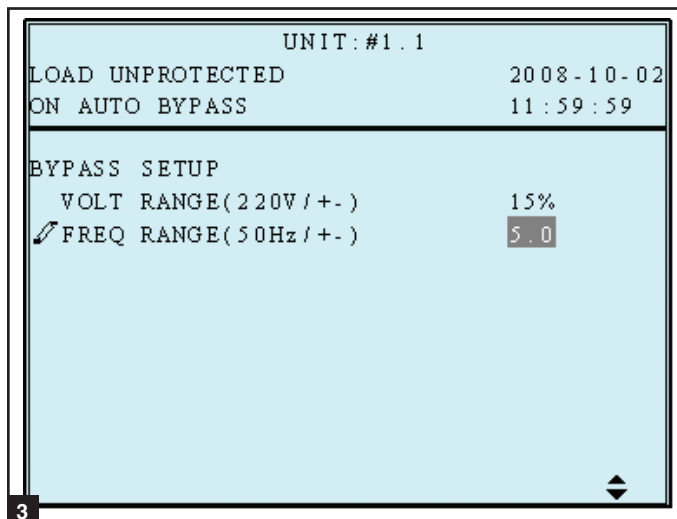 UNIT:#1.1
LOAD UNPROTECTED 2008-10-02
ON AUTO BYPASS 11:59:59
BYPASS SETUP
VOLT RANGE(220V/+-) 15%
FREQ RANGE(50Hz/+-) 5.0
3